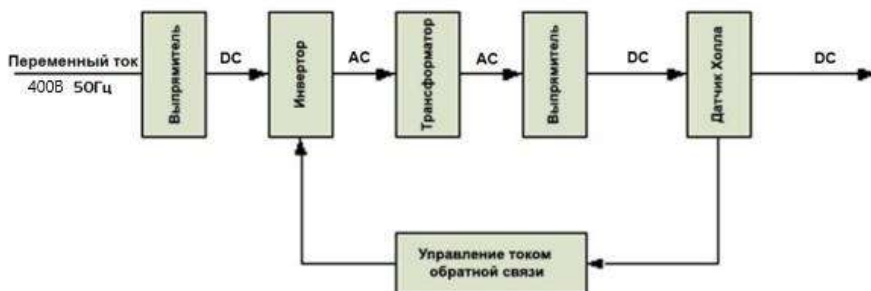 Переменный ток
400В 50Гц
Выпрямитель
DC
Инвертор
AC
Трансформатор
AC
Выпрямитель
DC
Датчик Холла
DC
Управление током
обратной связи